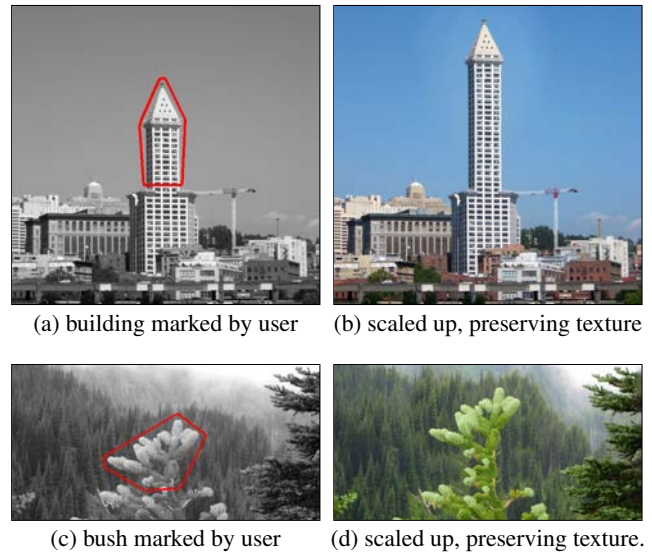 (a) building marked by user
(b) scaled up, preserving texture
(c) bush marked by user
(d) scaled up, preserving texture.